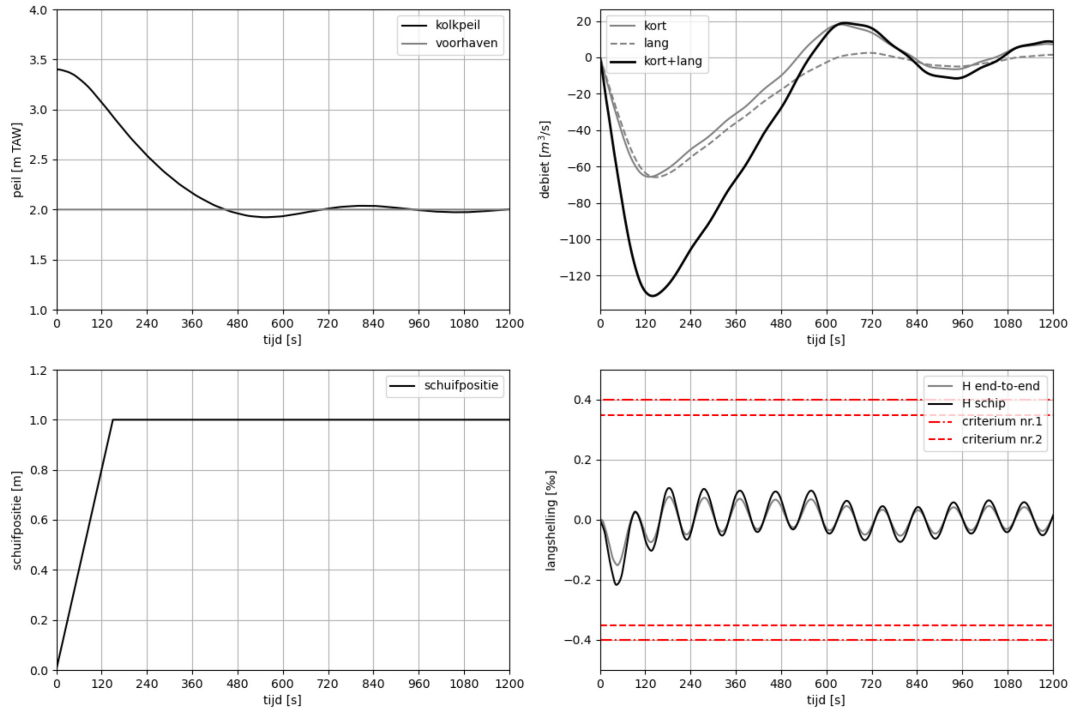 4.0
3.5
3.0
2.5
2.0
1.5
1.0
peil [m TAW]
kolkpeil
voorhaven
0 120 240 360 480 600 720 840 960 1080 1200
tijd [s]
20
0
−20
−40
−60
−80
−100
−120
debiet [m³/s]
kort
lang
kort+lang
0 120 240 360 480 600 720 840 960 1080 1200
tijd [s]
1.2
1.0
0.8
0.6
0.4
0.2
0.0
schuifpositie [m]
schuifpositie
0 120 240 360 480 600 720 840 960 1080 1200
tijd [s]
0.4
0.2
0.0
−0.2
−0.4
langshelling [‰]
H end-to-end
H schip
criterium nr.1
criterium nr.2
0 120 240 360 480 600 720 840 960 1080 1200
tijd [s]